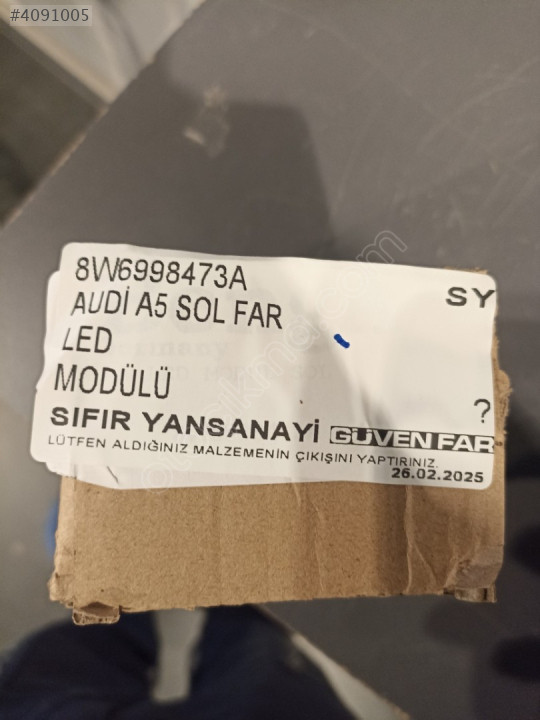 #4091005
8W6998473A
SY
AUDİ A5 SOL FAR
LED
MODÜLÜ
?
SIFIR YANSANAYİ GÜVEN FAR
LÜTFEN ALDIĞINIZ MALZEMENİN ÇIKIŞINI YAPTIRINIZ.
26.02.2025